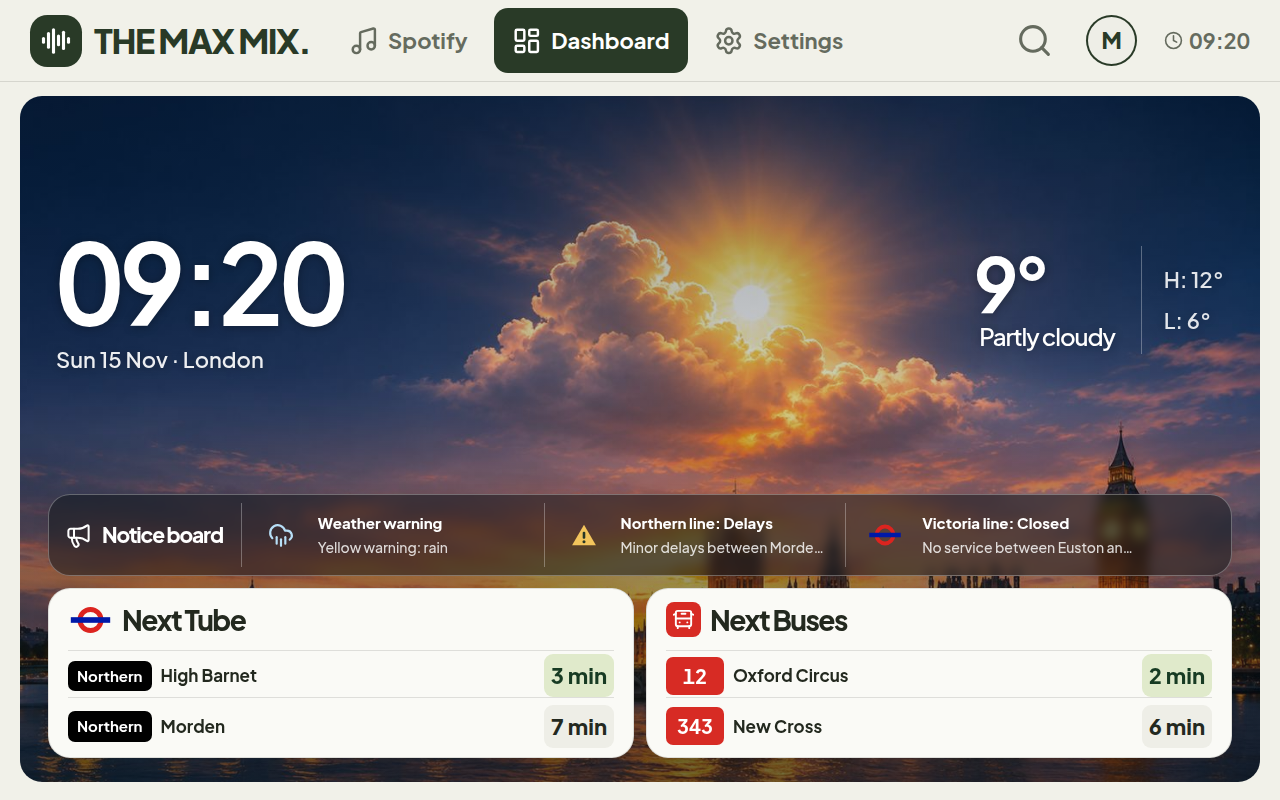 THE MAX MIX.
Spotify
Dashboard
Settings
M
09:20
09:20
Sun 15 Nov · London
9°
Partly cloudy
H: 12°
L: 6°
Notice board
Weather warning
Yellow warning: rain
Northern line: Delays
Minor delays between Morde...
Victoria line: Closed
No service between Euston an...
Next Tube
Northern High Barnet 3 min
Northern Morden 7 min
Next Buses
12 Oxford Circus 2 min
343 New Cross 6 min